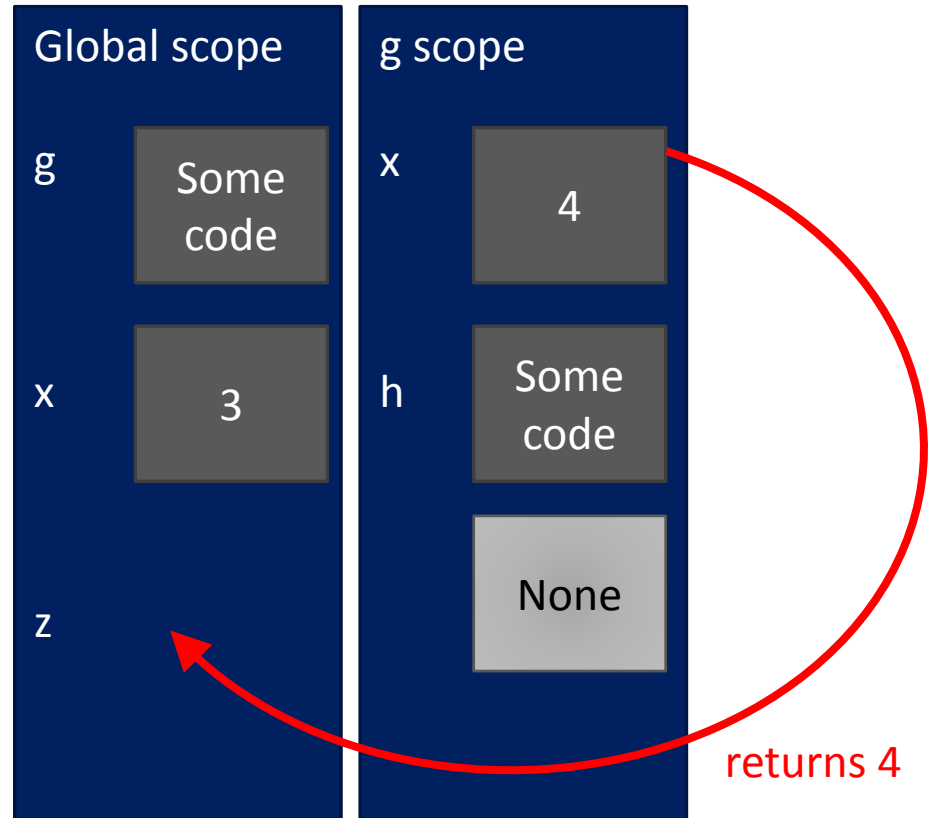 Global scope
g
Some
code
x
3
z
g scope
x
4
h
Some
code
None
returns 4